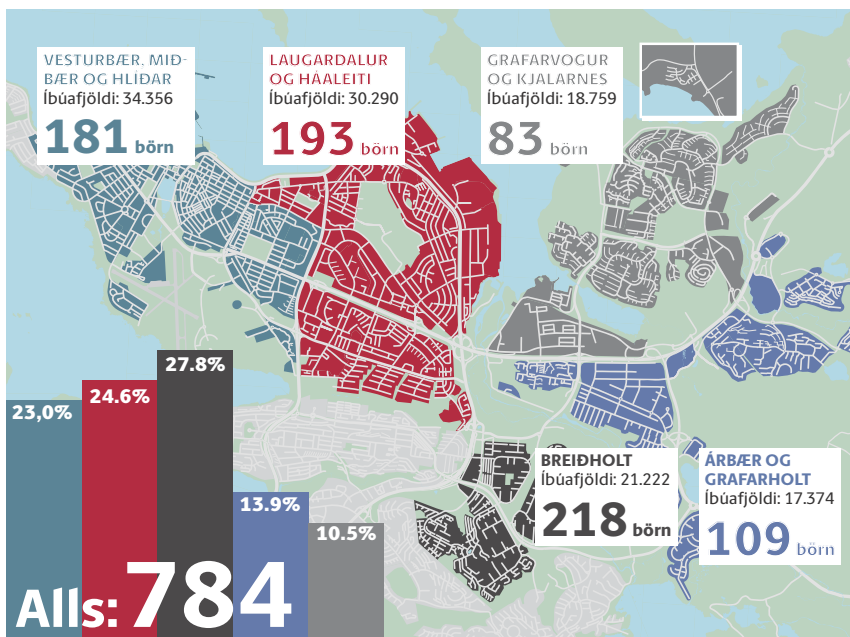 VESTURBÆR, MIÐ-
BÆR OG HLÍÐAR
Íbúafjöldi: 34.356
181 börn
LAUGARDALUR
OG HÁALEITI
Íbúafjöldi: 30.290
193 börn
GRAFARVOGUR
OG KJALARNES
Íbúafjöldi: 18.759
83 börn
23,0%
24.6%
27.8%
13.9%
10.5%
BREIÐHOLT
Íbúafjöldi: 21.222
218 börn
ÁRBÆR OG
GRAFARHOLT
Íbúafjöldi: 17.374
109 börn
Alls: 784